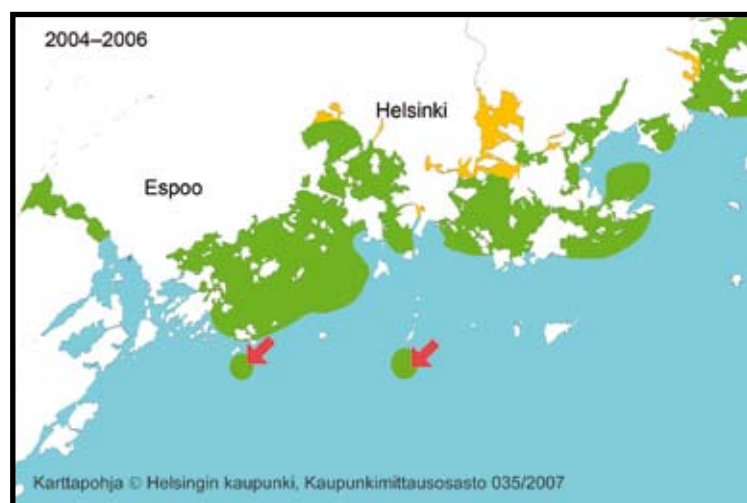 2004–2006
Helsinki
Espoo
Karttapohja © Helsingin kaupunki, Kaupunkimittausosasto 035/2007